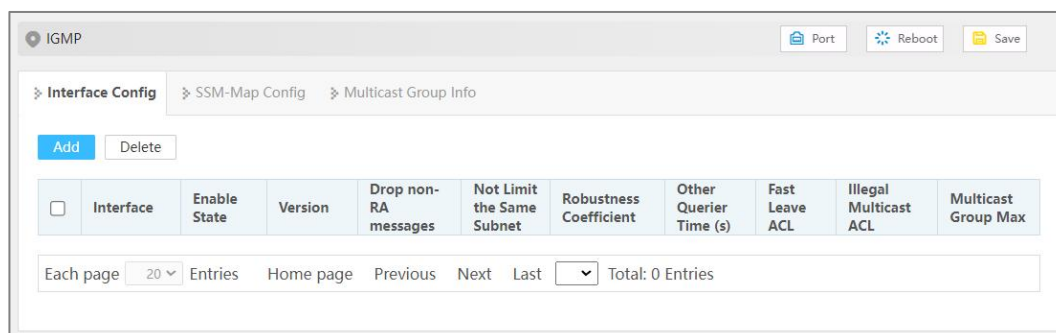 IGMP Port Reboot Save
Interface Config SSM-Map Config Multicast Group Info
Add Delete
Interface
Enable
State
Version
Drop non-
RA
messages
Not Limit
the Same
Subnet
Robustness
Coefficient
Other
Querier
Time (s)
Fast
Leave
ACL
Illegal
Multicast
ACL
Multicast
Group Max
Each page 20 Entries Home page Previous Next Last Total: 0 Entries